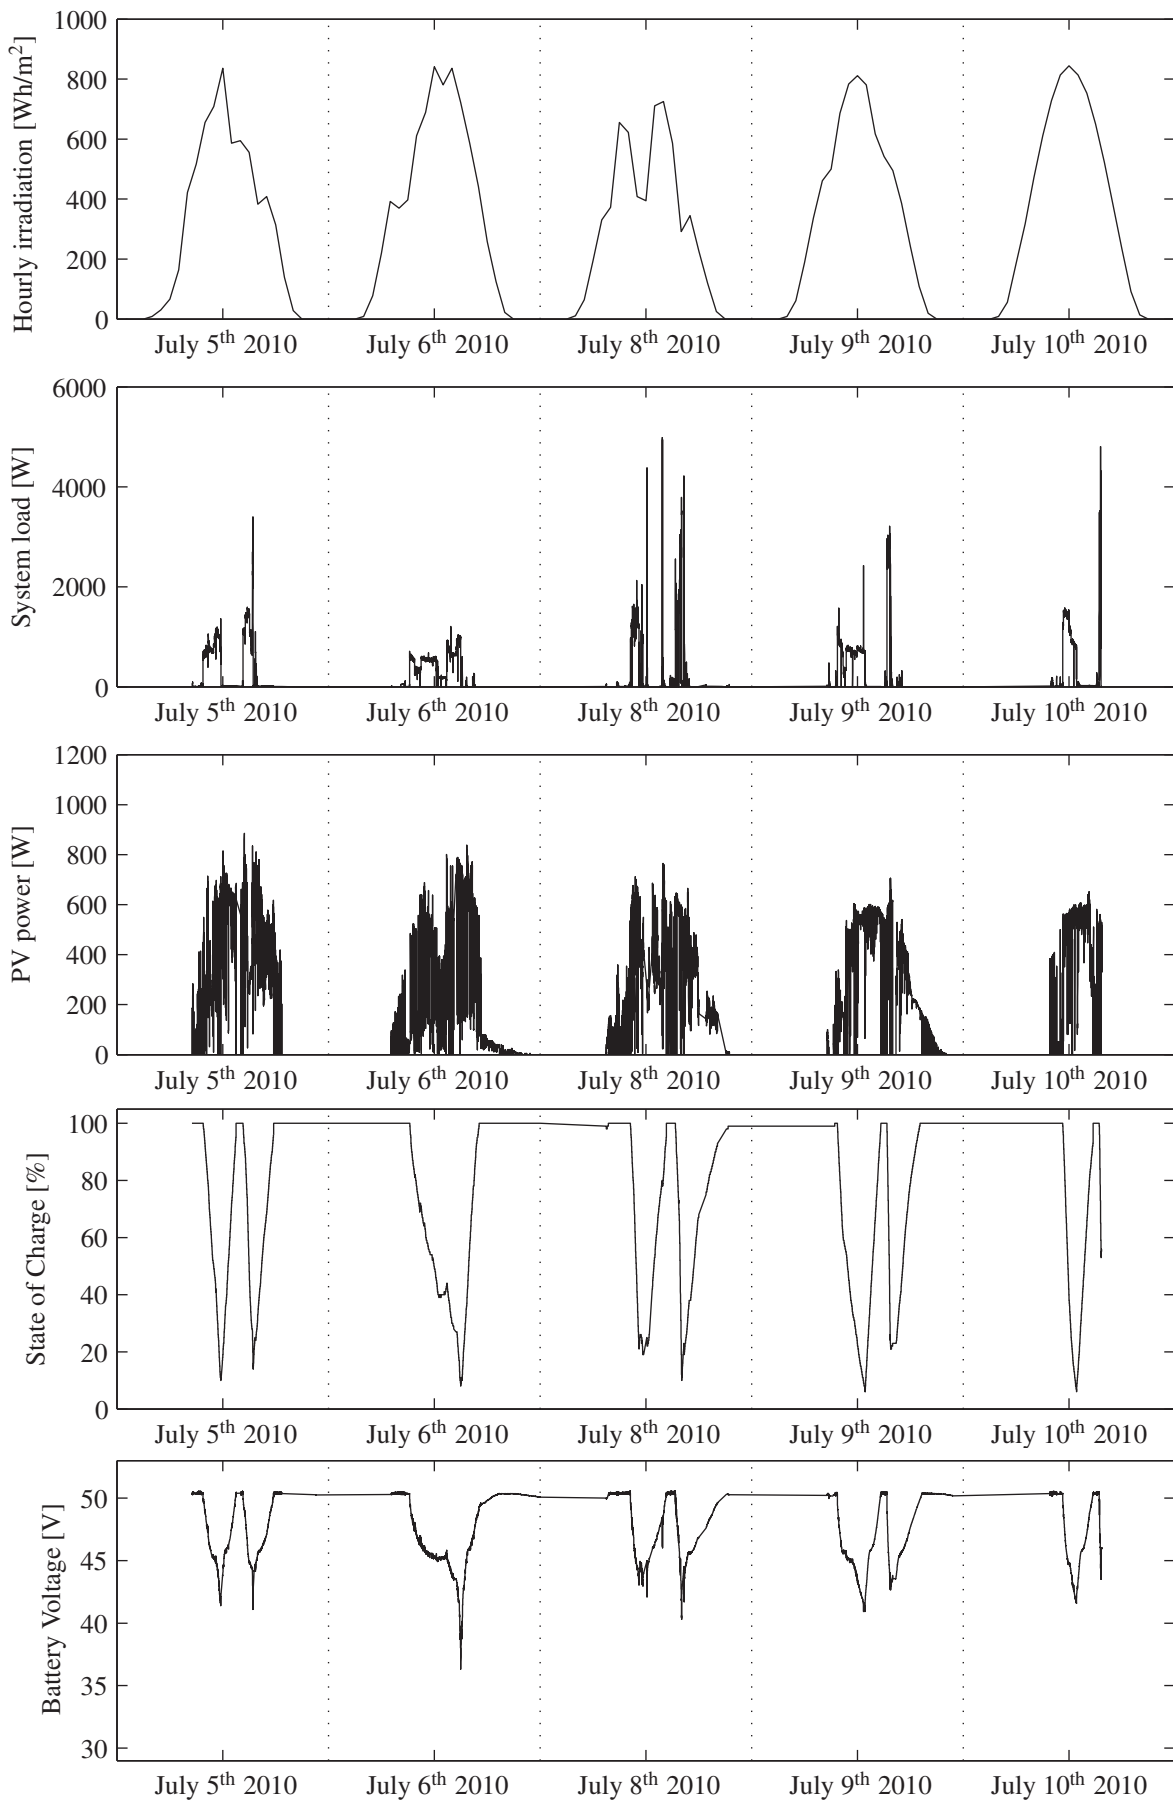 Hourly irradiation [Wh/m²]
1000
800
600
400
200
0
July 5th 2010 July 6th 2010 July 8th 2010 July 9th 2010 July 10th 2010
System load [W]
6000
4000
2000
0
July 5th 2010 July 6th 2010 July 8th 2010 July 9th 2010 July 10th 2010
PV power [W]
1200
1000
800
600
400
200
0
July 5th 2010 July 6th 2010 July 8th 2010 July 9th 2010 July 10th 2010
State of Charge [%]
100
80
60
40
20
0
July 5th 2010 July 6th 2010 July 8th 2010 July 9th 2010 July 10th 2010
Battery Voltage [V]
50
45
40
35
30
July 5th 2010 July 6th 2010 July 8th 2010 July 9th 2010 July 10th 2010